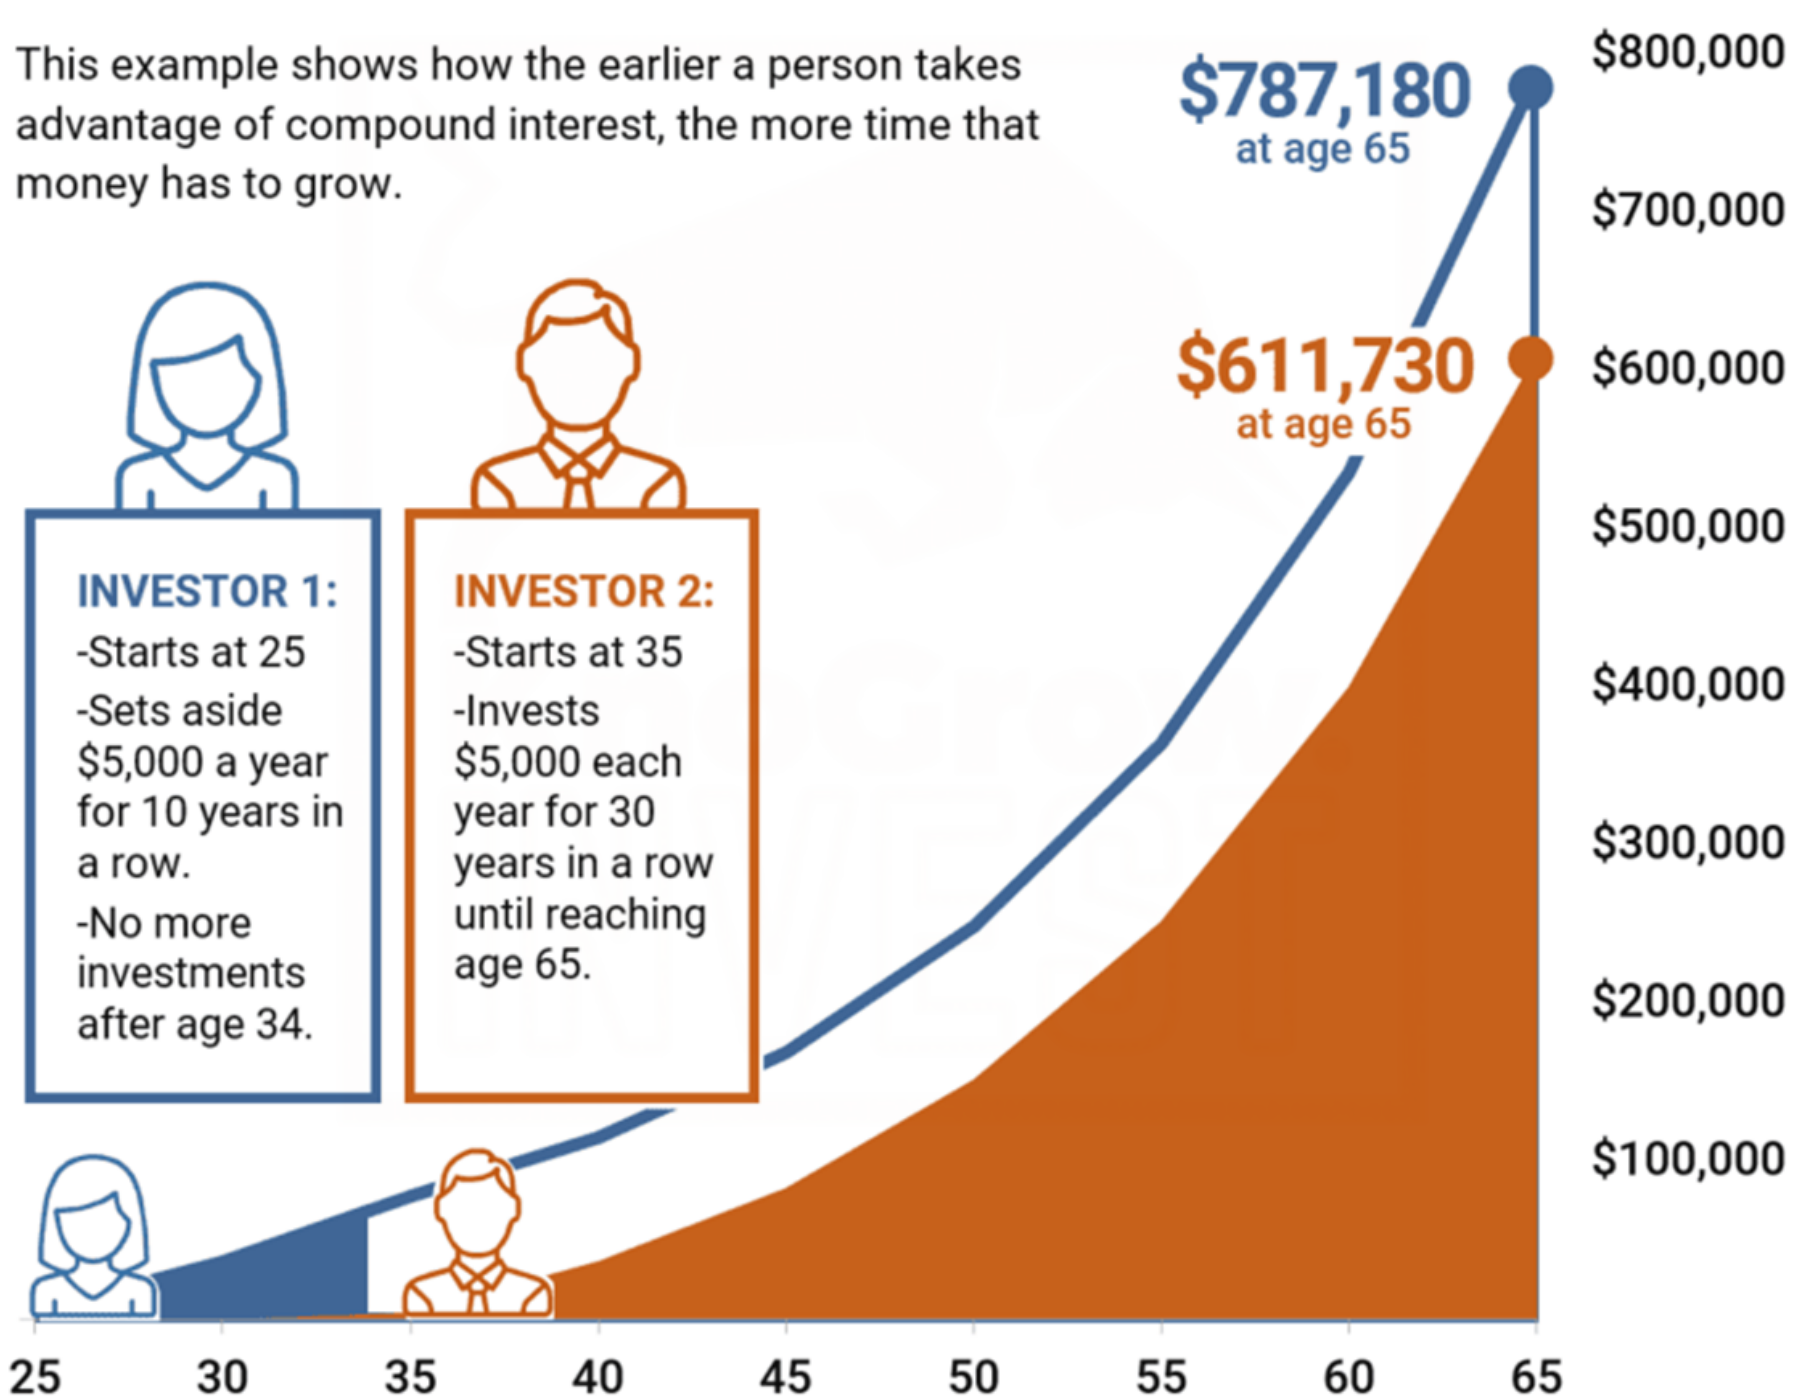 This example shows how the earlier a person takes
advantage of compound interest, the more time that
money has to grow.
$787,180
at age 65
$611,730
at age 65
$800,000
$700,000
$600,000
$500,000
$400,000
$300,000
$200,000
$100,000
INVESTOR 1:
-Starts at 25
-Sets aside
$5,000 a year
for 10 years in
a row.
-No more
investments
after age 34.
INVESTOR 2:
-Starts at 35
-Invests
$5,000 each
year for 30
years in a row
until reaching
age 65.
25 30 35 40 45 50 55 60 65